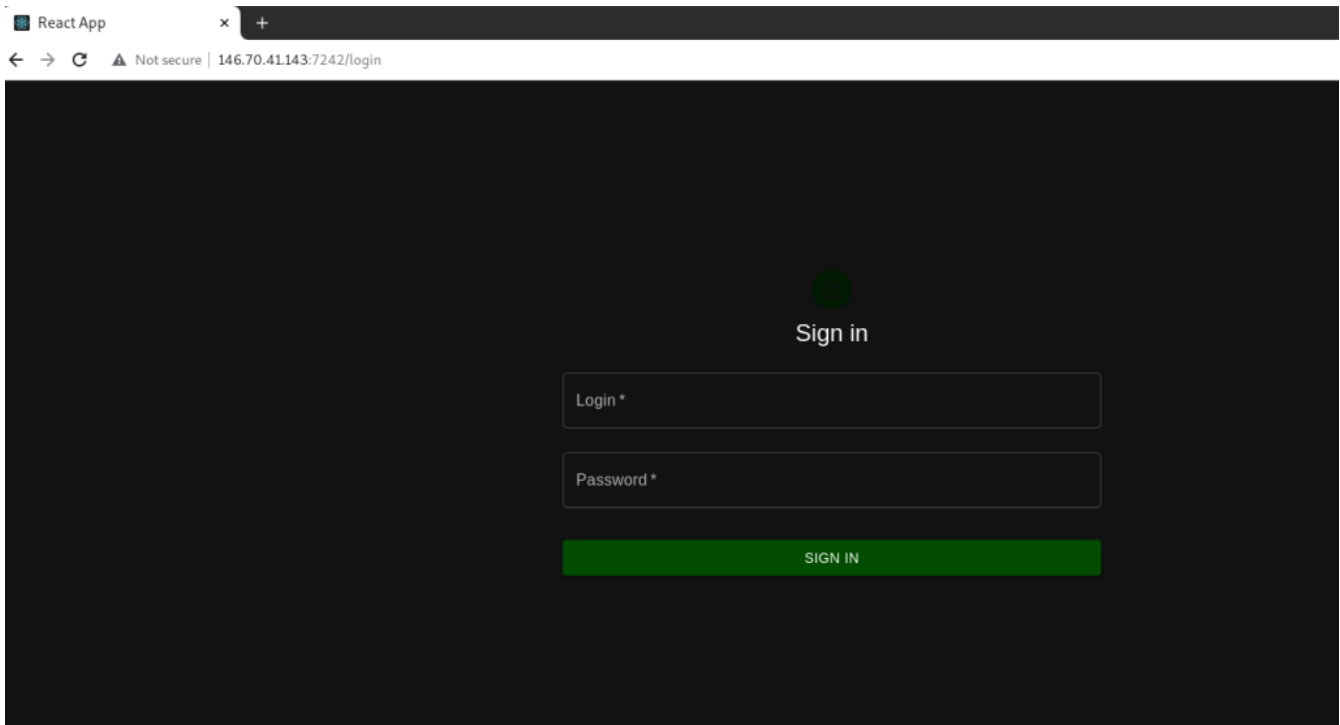 React App
Not secure | 146.70.41.143:7242/login
Sign in
Login *
Password *
SIGN IN